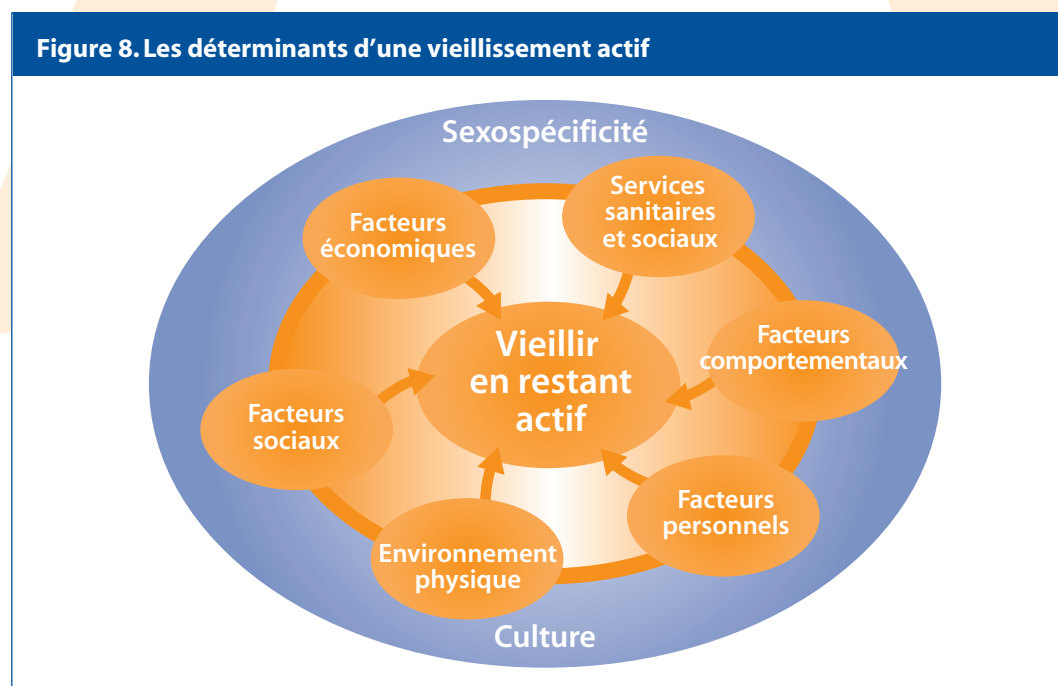 Figure 8. Les déterminants d’une vieillissement actif
Sexospécificité
Services
sanitaires
et sociaux
Facteurs
économiques
Facteurs
comportementaux
Vieillir
en restant
actif
Facteurs
sociaux
Facteurs
personnels
Environnement
physique
Culture